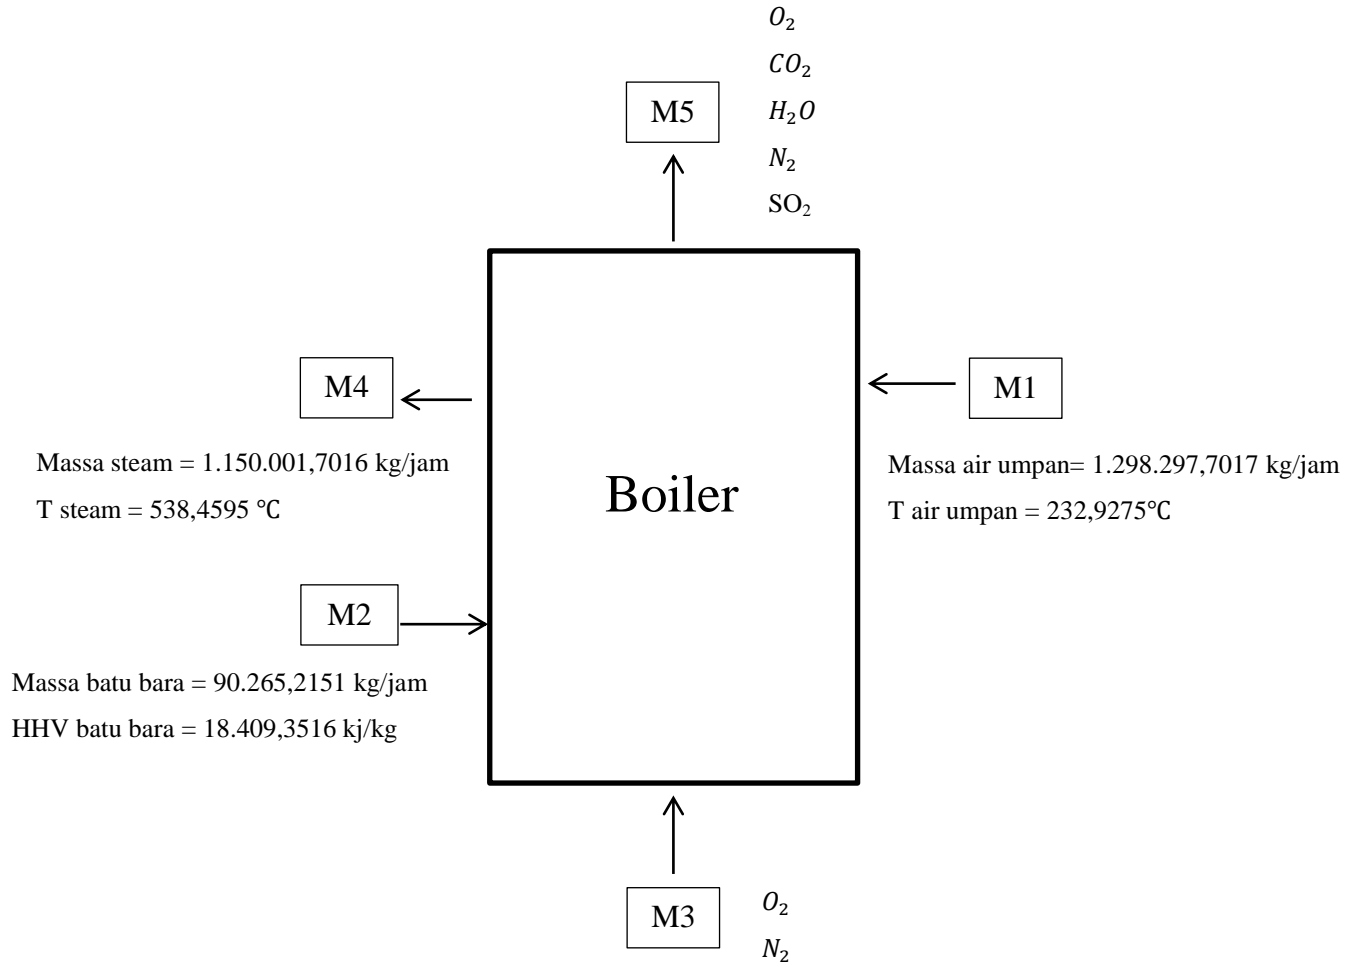 O₂
CO₂
M5
H₂O
N₂
SO₂
M4
M1
Massa steam = 1.150.001,7016 kg/jam
Massa air umpan= 1.298.297,7017 kg/jam
T steam = 538,4595 ℃
T air umpan = 232,9275℃
Boiler
M2
Massa batu bara = 90.265,2151 kg/jam
HHV batu bara = 18.409,3516 kj/kg
M3
O₂
N₂